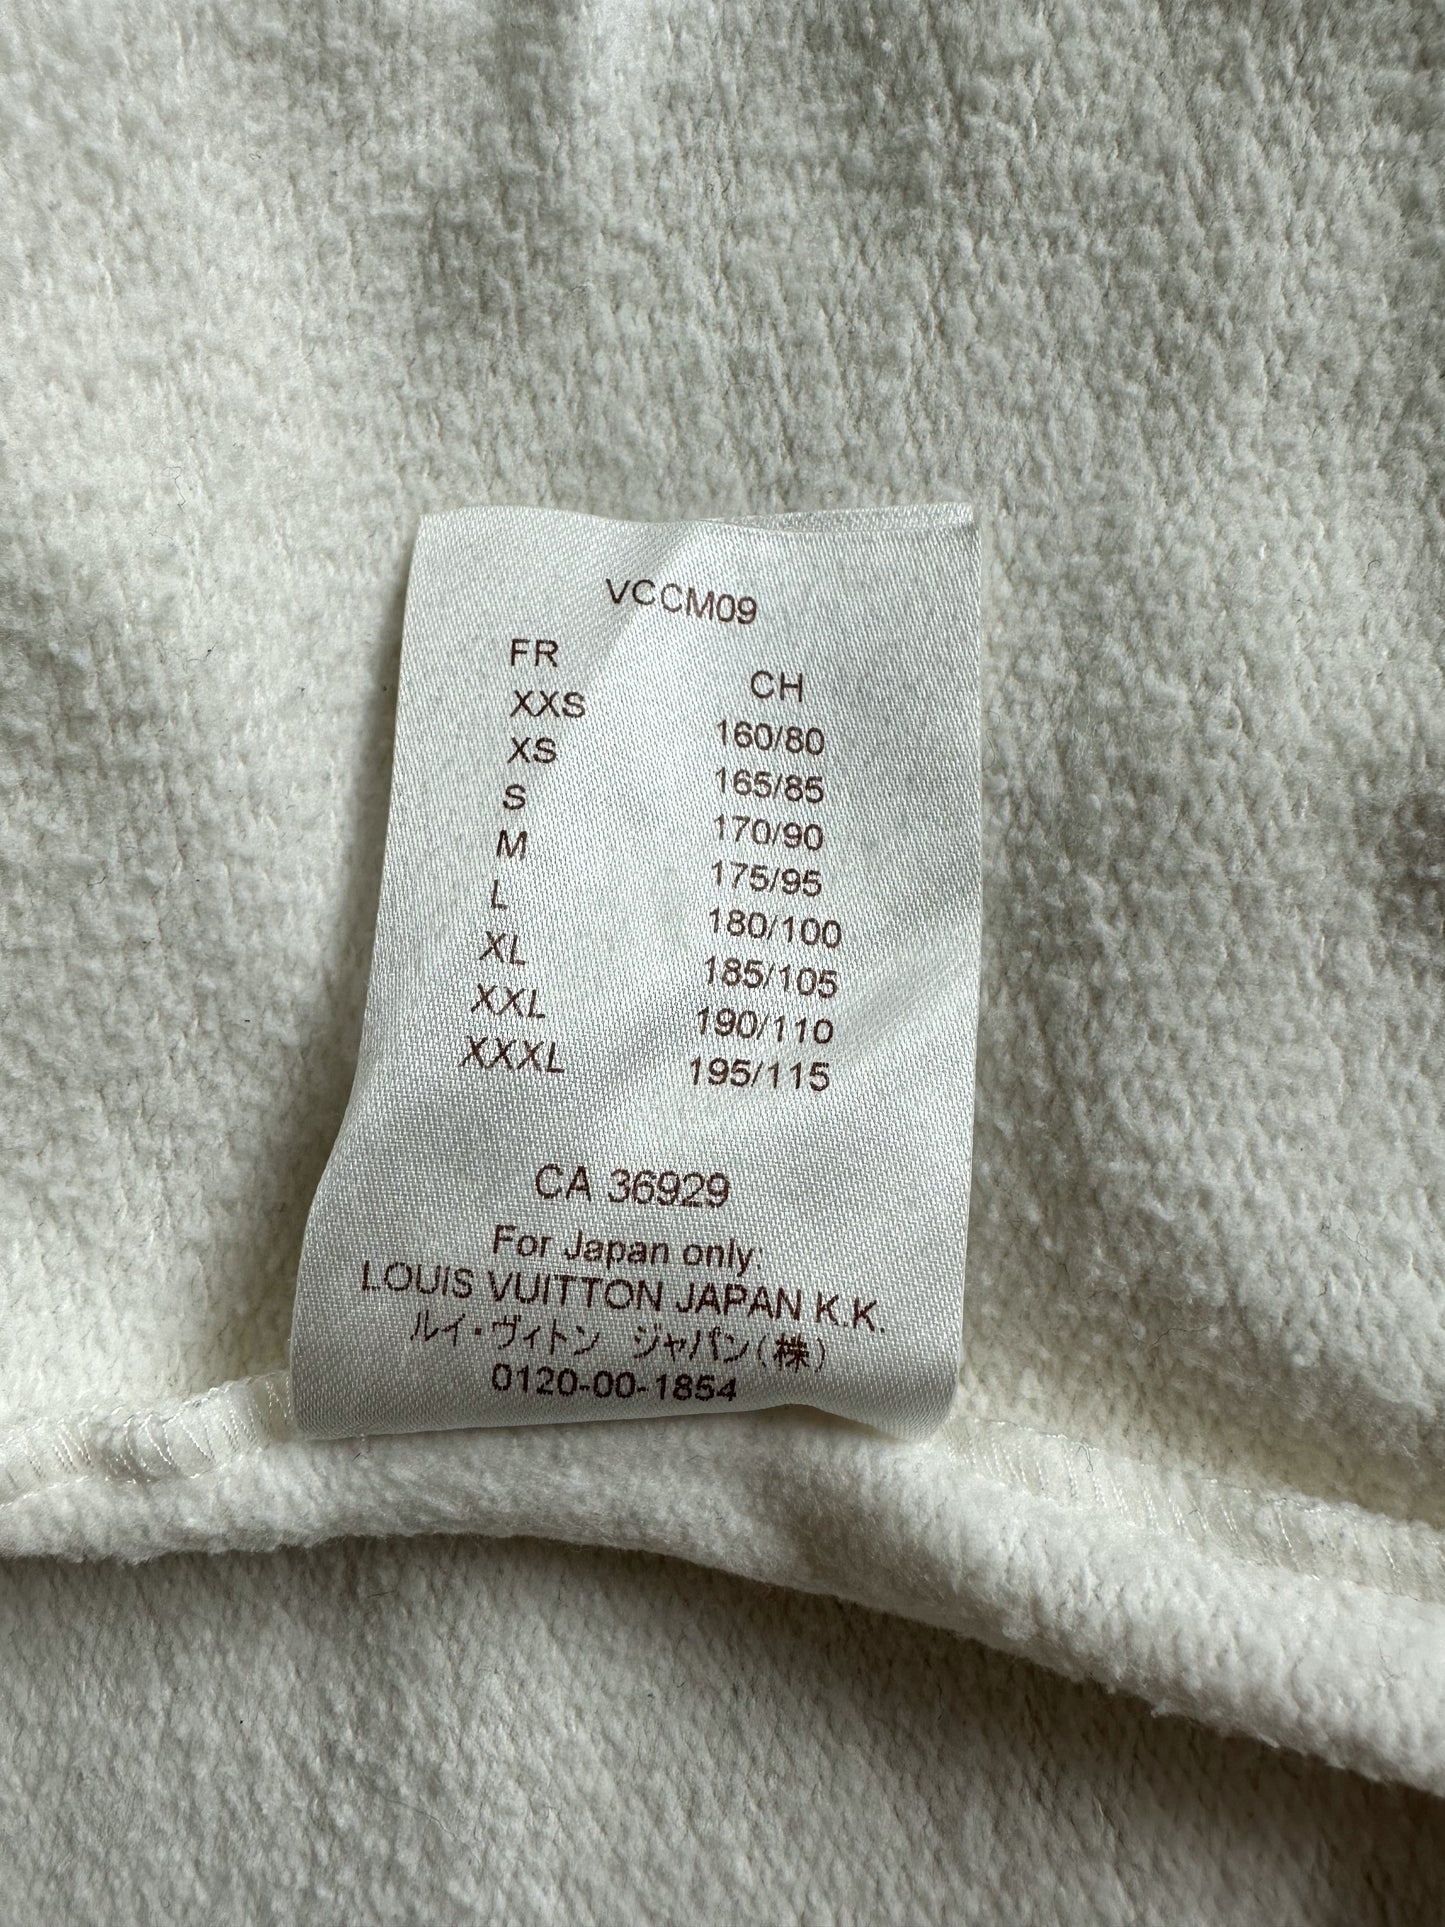 VCCM09
FR CH
XXS 160/80
XS 165/85
S 170/90
M 175/95
L 180/100
XL 185/105
XXL 190/110
XXXL 195/115
CA 36929
For Japan only:
LOUIS VUITTON JAPAN K.K.
ルイ・ヴィトン ジャパン(株)
0120-00-1854